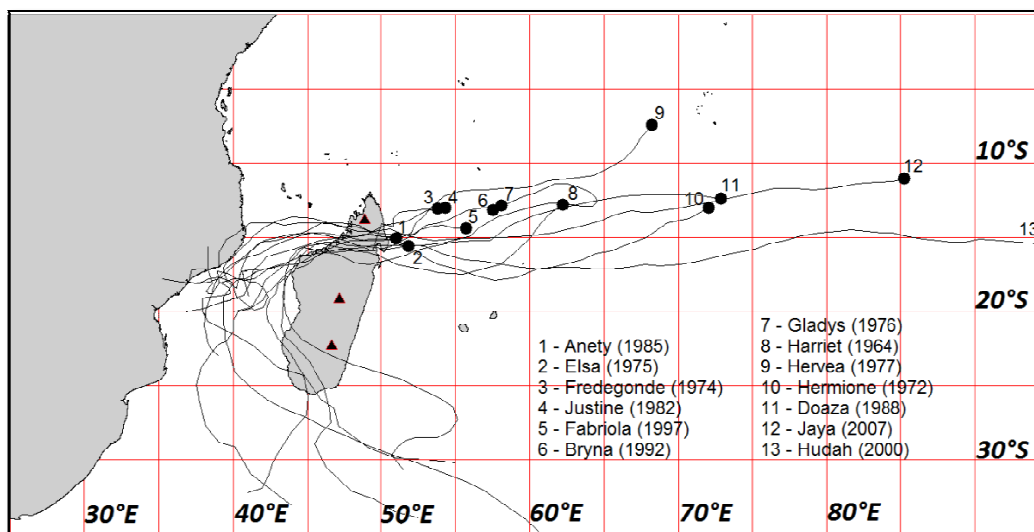 9
10°S
12
11
8
7
3 4
6
10
5
1
13
2
20°S
7 - Gladys (1976)
1 - Anety (1985)
8 - Harriet (1964)
2 - Elsa (1975)
9 - Hervea (1977)
3 - Fredegonde (1974)
10 - Hermione (1972)
4 - Justine (1982)
11 - Doaza (1988)
5 - Fabriola (1997)
12 - Jaya (2007)
6 - Bryna (1992)
13 - Hudah (2000)
30°S
30°E 40°E 50°E 60°E 70°E 80°E